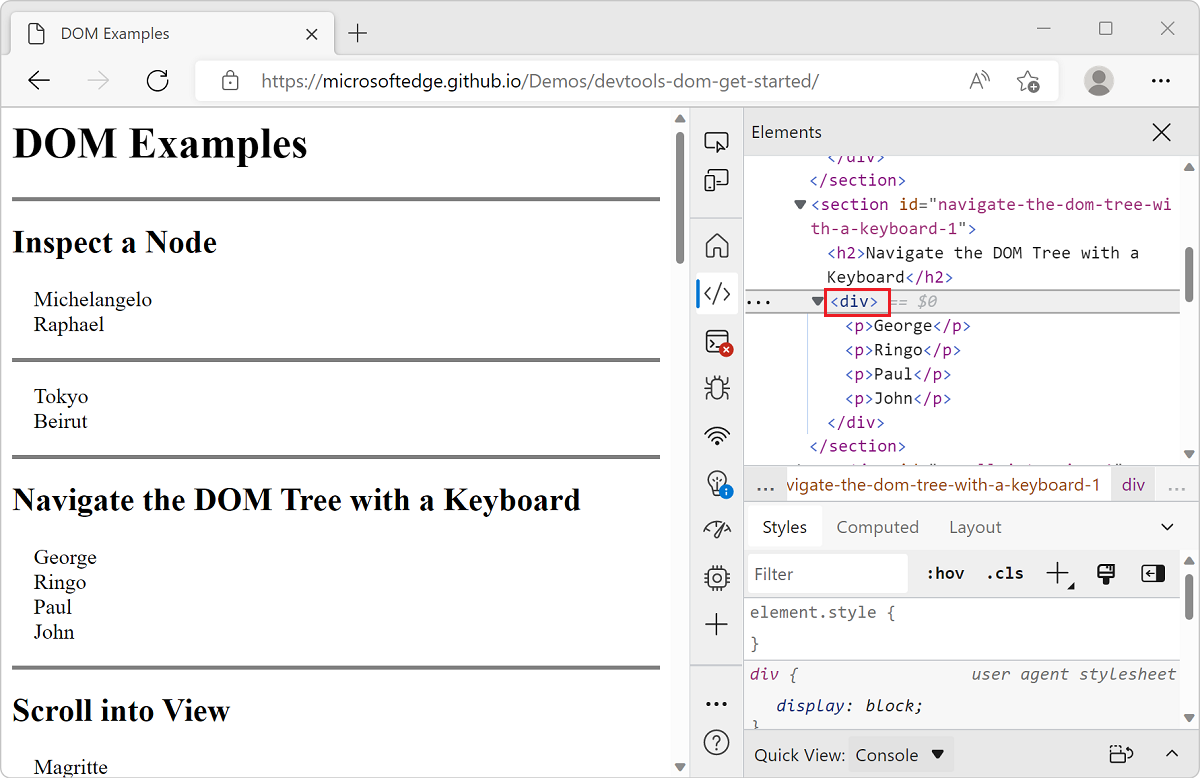 DOM Examples
https://microsoftedge.github.io/Demos/devtools-dom-get-started/
DOM Examples
Inspect a Node
Michelangelo
Raphael
Tokyo
Beirut
Navigate the DOM Tree with a Keyboard
George
Ringo
Paul
John
Scroll into View
Magritte
Elements
</div>
</section>
<section id="navigate-the-dom-tree-wi
th-a-keyboard-1">
<h2>Navigate the DOM Tree with a
Keyboard</h2>
... <div> == $0
<p>George</p>
<p>Ringo</p>
<p>Paul</p>
<p>John</p>
</div>
</section>
... vigate-the-dom-tree-with-a-keyboard-1 div ...
Styles Computed Layout
Filter :hov .cls
element.style {
}
div { user agent stylesheet
display: block;
}
Quick View: Console